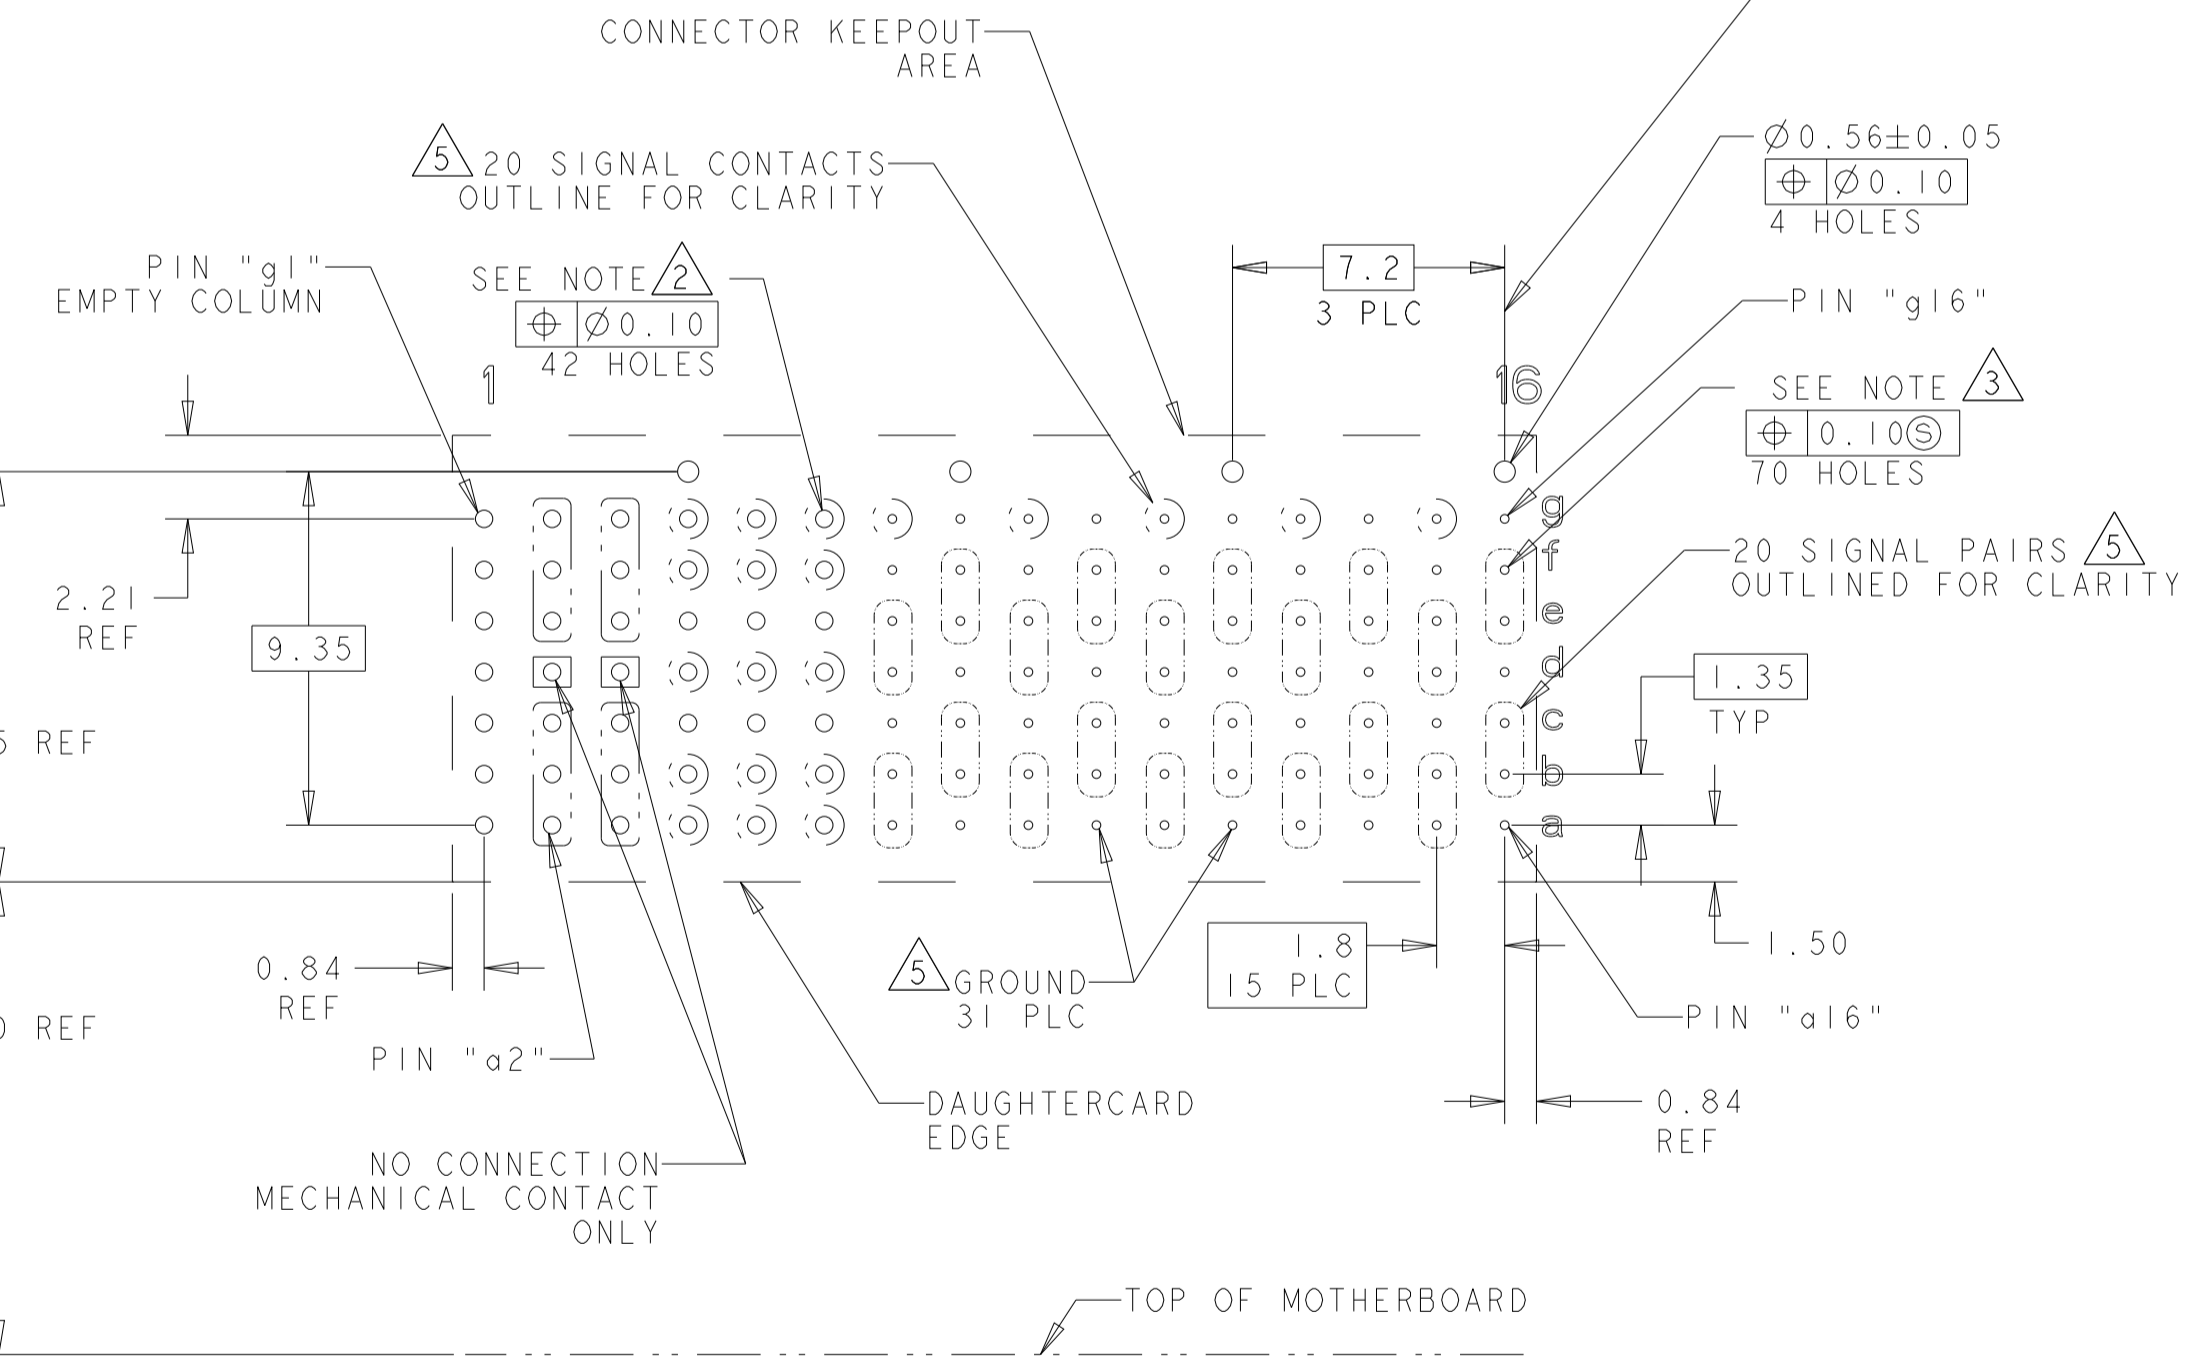 CONNECTOR KEEPOUT
AREA
5 20 SIGNAL CONTACTS
OUTLINE FOR CLARITY
Ø0.56±0.05
⌖ Ø0.10
4 HOLES
PIN "g1"
EMPTY COLUMN
SEE NOTE 2
⌖ Ø0.10
42 HOLES
7.2
3 PLC
PIN "g16"
1
16
SEE NOTE 3
⌖ 0.10Ⓢ
70 HOLES
g
f
e
d
c
b
a
20 SIGNAL PAIRS 5
OUTLINED FOR CLARITY
2.21
REF
9.35
1.35
TYP
5 REF
0.84
REF
5 GROUND
31 PLC
1.8
15 PLC
1.50
0 REF
PIN "a2"
PIN "a16"
DAUGHTERCARD
EDGE
0.84
REF
NO CONNECTION
MECHANICAL CONTACT
ONLY
TOP OF MOTHERBOARD